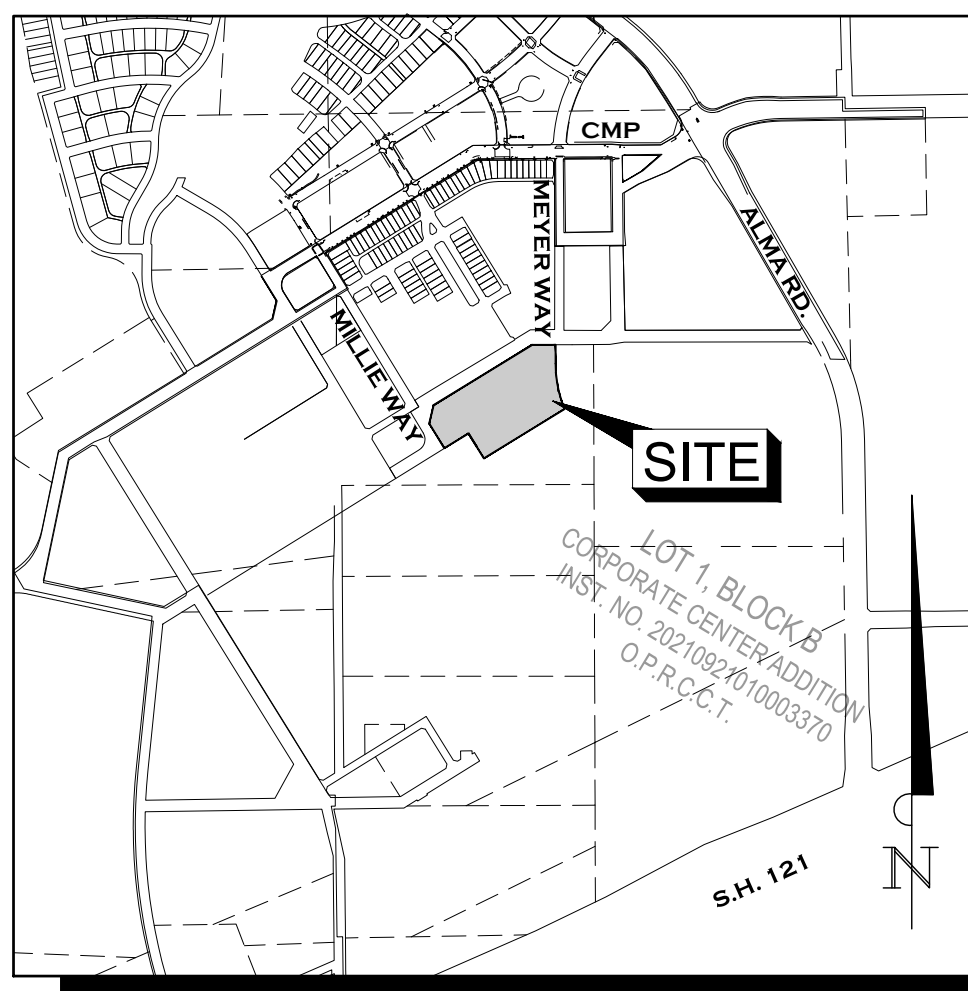 CMP
MEYER WAY
ALMA RD.
MILLIE WAY
SITE
LOT 1, BLOCK B
CORPORATE CENTER ADDITION
INST. NO. 20210921010003370
O.P.R.C.C.T.
S.H. 121
N